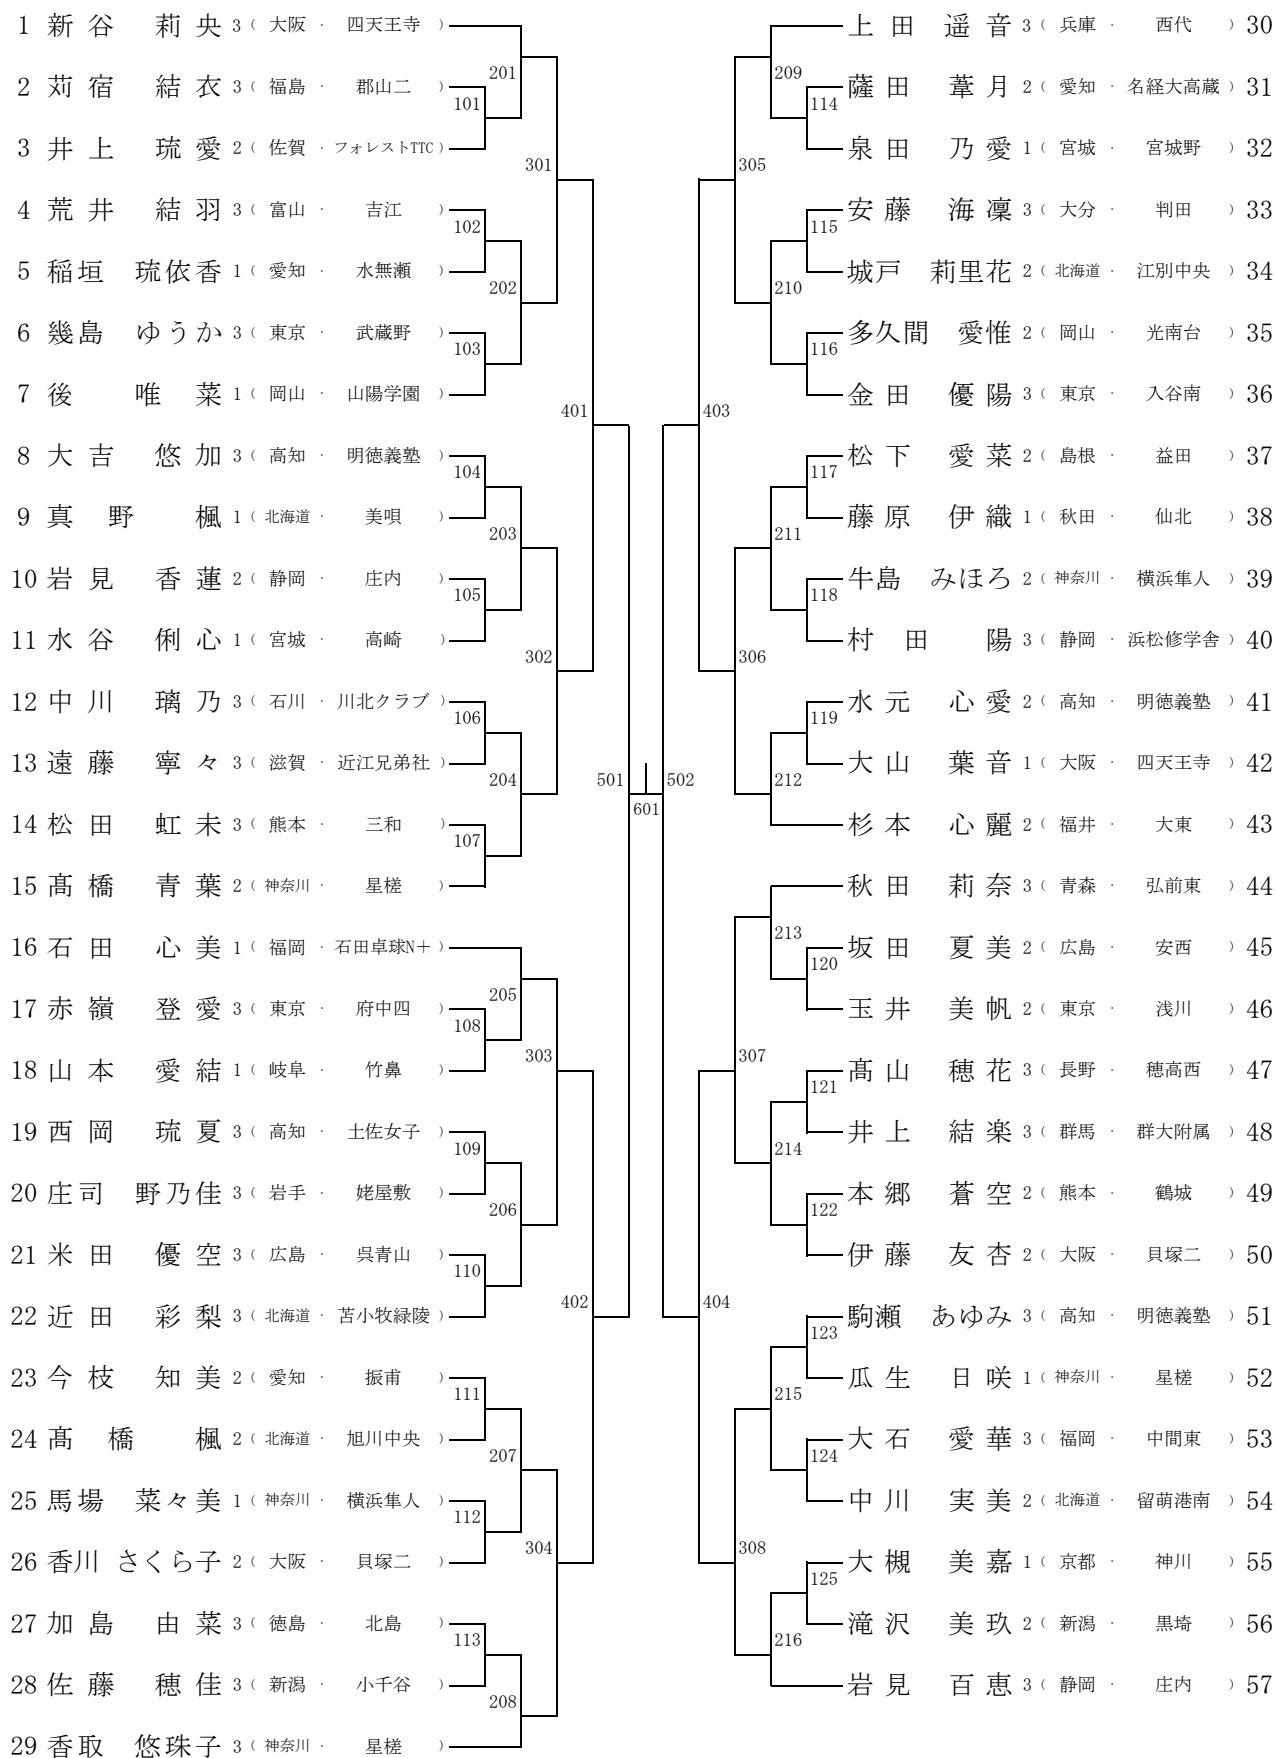 1 新谷 莉央 3 ( 大阪 · 四天王寺 )
2 苅宿 結衣 3 ( 福島 · 郡山二 )
3 井上 琉愛 2 ( 佐賀 · フォレストTTC )
4 荒井 結羽 3 ( 富山 · 吉江 )
5 稲垣 琉依香 1 ( 愛知 · 水無瀬 )
6 幾島 ゆうか 3 ( 東京 · 武蔵野 )
7 後 唯菜 1 ( 岡山 · 山陽学園 )
8 大吉 悠加 3 ( 高知 · 明徳義塾 )
9 真野 楓 1 ( 北海道 · 美唄 )
10 岩見 香蓮 2 ( 静岡 · 庄内 )
11 水谷 俐心 1 ( 宮城 · 高崎 )
12 中川 璃乃 3 ( 石川 · 川北クラブ )
13 遠藤 寧々 3 ( 滋賀 · 近江兄弟社 )
14 松田 虹未 3 ( 熊本 · 三和 )
15 髙橋 青葉 2 ( 神奈川 · 星槎 )
16 石田 心美 1 ( 福岡 · 石田卓球N+ )
17 赤嶺 登愛 3 ( 東京 · 府中四 )
18 山本 愛結 1 ( 岐阜 · 竹鼻 )
19 西岡 琉夏 3 ( 高知 · 土佐女子 )
20 庄司 野乃佳 3 ( 岩手 · 姥屋敷 )
21 米田 優空 3 ( 広島 · 呉青山 )
22 近田 彩梨 3 ( 北海道 · 苫小牧緑陵 )
23 今枝 知美 2 ( 愛知 · 振甫 )
24 髙橋 楓 2 ( 北海道 · 旭川中央 )
25 馬場 菜々美 1 ( 神奈川 · 横浜隼人 )
26 香川 さくら子 2 ( 大阪 · 貝塚二 )
27 加島 由菜 3 ( 徳島 · 北島 )
28 佐藤 穂佳 3 ( 新潟 · 小千谷 )
29 香取 悠珠子 3 ( 神奈川 · 星槎 )
101
102
103
104
105
106
107
108
109
110
111
112
113
201
202
203
204
205
206
207
208
301
302
303
304
401
402
501
601
502
403
404
305
306
307
308
209
210
211
212
213
214
215
216
114
115
116
117
118
119
120
121
122
123
124
125
上田 遥音 3 ( 兵庫 · 西代 ) 30
薩田 葦月 2 ( 愛知 · 名経大高蔵 ) 31
泉田 乃愛 1 ( 宮城 · 宮城野 ) 32
安藤 海凜 3 ( 大分 · 判田 ) 33
城戸 莉里花 2 ( 北海道 · 江別中央 ) 34
多久間 愛惟 2 ( 岡山 · 光南台 ) 35
金田 優陽 3 ( 東京 · 入谷南 ) 36
松下 愛菜 2 ( 島根 · 益田 ) 37
藤原 伊織 1 ( 秋田 · 仙北 ) 38
牛島 みほろ 2 ( 神奈川 · 横浜隼人 ) 39
村田 陽 3 ( 静岡 · 浜松修学舎 ) 40
水元 心愛 2 ( 高知 · 明徳義塾 ) 41
大山 葉音 1 ( 大阪 · 四天王寺 ) 42
杉本 心麗 2 ( 福井 · 大東 ) 43
秋田 莉奈 3 ( 青森 · 弘前東 ) 44
坂田 夏美 2 ( 広島 · 安西 ) 45
玉井 美帆 2 ( 東京 · 浅川 ) 46
髙山 穂花 3 ( 長野 · 穂高西 ) 47
井上 結楽 3 ( 群馬 · 群大附属 ) 48
本郷 蒼空 2 ( 熊本 · 鶴城 ) 49
伊藤 友杏 2 ( 大阪 · 貝塚二 ) 50
駒瀬 あゆみ 3 ( 高知 · 明徳義塾 ) 51
瓜生 日咲 1 ( 神奈川 · 星槎 ) 52
大石 愛華 3 ( 福岡 · 中間東 ) 53
中川 実美 2 ( 北海道 · 留萌港南 ) 54
大槻 美嘉 1 ( 京都 · 神川 ) 55
滝沢 美玖 2 ( 新潟 · 黒埼 ) 56
岩見 百恵 3 ( 静岡 · 庄内 ) 57